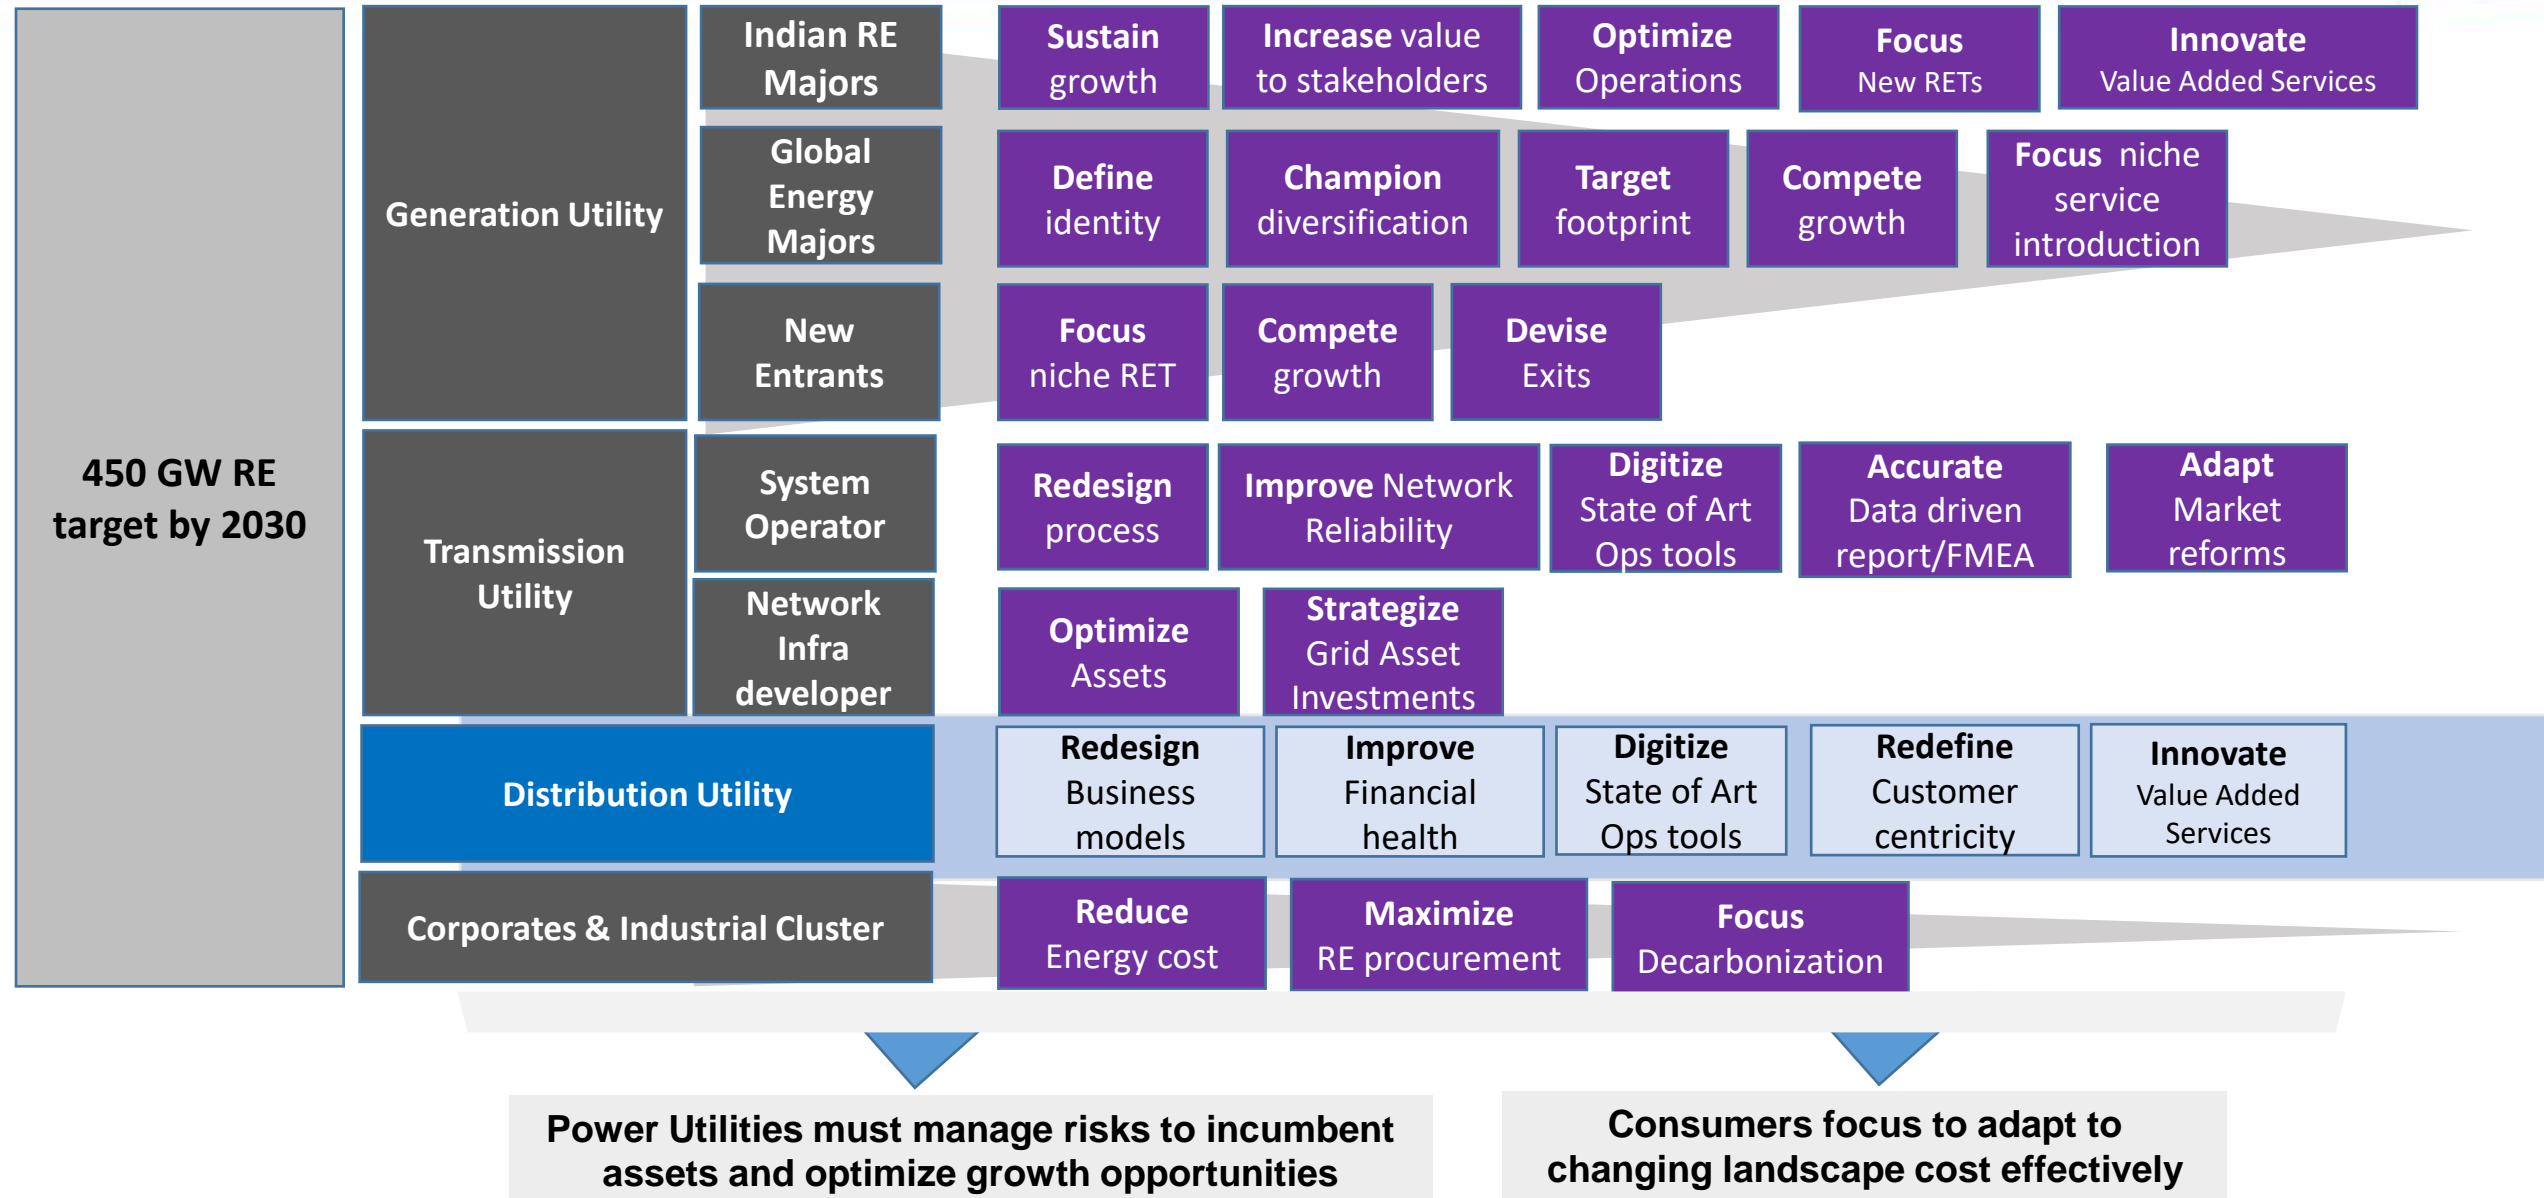 450 GW RE
target by 2030
Generation Utility
Indian RE
Majors
Sustain
growth
Increase value
to stakeholders
Optimize
Operations
Focus
New RETs
Innovate
Value Added Services
Global
Energy
Majors
Define
identity
Champion
diversification
Target
footprint
Compete
growth
Focus niche
service
introduction
New
Entrants
Focus
niche RET
Compete
growth
Devise
Exits
Transmission
Utility
System
Operator
Redesign
process
Improve Network
Reliability
Digitize
State of Art
Ops tools
Accurate
Data driven
report/FMEA
Adapt
Market
reforms
Network
Infra
developer
Optimize
Assets
Strategize
Grid Asset
Investments
Distribution Utility
Redesign
Business
models
Improve
Financial
health
Digitize
State of Art
Ops tools
Redefine
Customer
centricity
Innovate
Value Added
Services
Corporates & Industrial Cluster
Reduce
Energy cost
Maximize
RE procurement
Focus
Decarbonization
Power Utilities must manage risks to incumbent
assets and optimize growth opportunities
Consumers focus to adapt to
changing landscape cost effectively